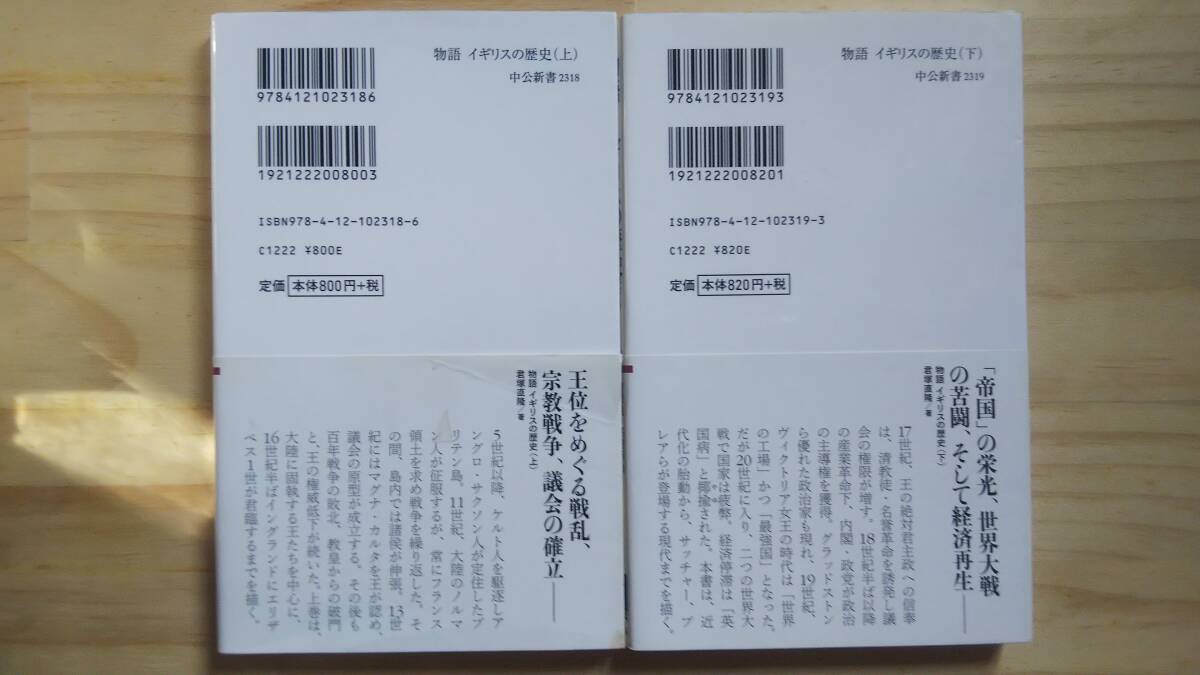 物語 イギリスの歴史(上)
中公新書 2318
9784121023186
1921222008003
ISBN978-4-12-102318-6
C1222 ¥800E
定価 本体800円+税
王位をめぐる戦乱、
宗教戦争、議会の確立――
物語 イギリスの歴史(上)
君塚直隆/著
5世紀以降、ケルト人を駆逐しア
ングロ・サクソン人が定住したブ
リテン島。11世紀、大陸のノルマ
ン人が征服するが、常にフランス
領土を求め戦争を繰り返した。そ
の間、島内では諸侯が伸張。13世
紀にはマグナ・カルタを王が認め、
議会の原型が成立する。その後も
百年戦争の敗北、教皇からの破門
と、王の権威低下が続いた。上巻は、
大陸に固執する王たちを中心に、
16世紀半ばイングランドにエリザ
ベス1世が君臨するまでを描く。
物語 イギリスの歴史(下)
中公新書 2319
9784121023193
1921222008201
ISBN978-4-12-102319-3
C1222 ¥820E
定価 本体820円+税
「帝国」の栄光、世界大戦
の苦闘、そして経済再生――
物語 イギリスの歴史(下)
君塚直隆/著
17世紀、王の絶対君主政への信奉
は、清教徒・名誉革命を誘発し議
会の権限が増す。18世紀半ば以降
の産業革命下、内閣・政党が政治
の主導権を獲得。グラッドストン
ら優れた政治家も現れ、19世紀、
ヴィクトリア女王の時代は「世界
の工場」かつ「最強国」となった。
だが20世紀に入り、二つの世界大
戦で国家は疲弊。経済停滞は「英
国病」と揶揄された。本書は、近
代化の胎動から、サッチャー、ブ
レアらが登場する現代までを描く。